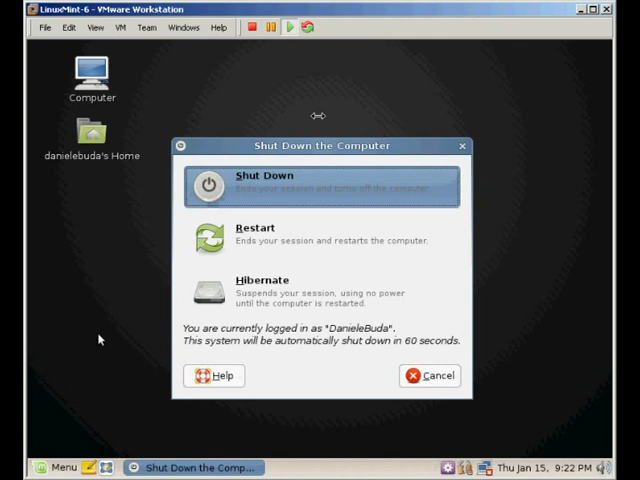 LinuxMint-6 - VMware Workstation
File Edit View VM Team Windows Help
Computer
danielebuda's Home
Shut Down the Computer
Shut Down
Ends your session and turns off the computer.
Restart
Ends your session and restarts the computer.
Hibernate
Suspends your session, using no power
until the computer is restarted.
You are currently logged in as "DanieleBuda".
This system will be automatically shut down in 60 seconds.
Help Cancel
Menu Shut Down the Comp... Thu Jan 15, 9:22 PM